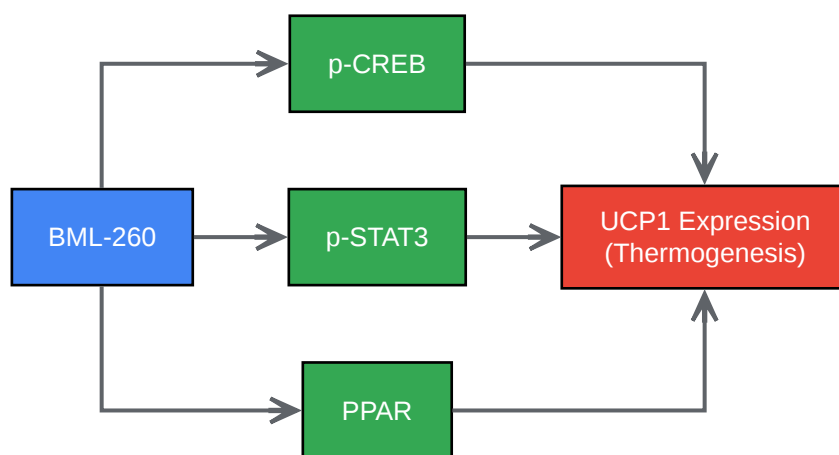 p-CREB
BML-260
p-STAT3
UCP1 Expression
(Thermogenesis)
PPAR